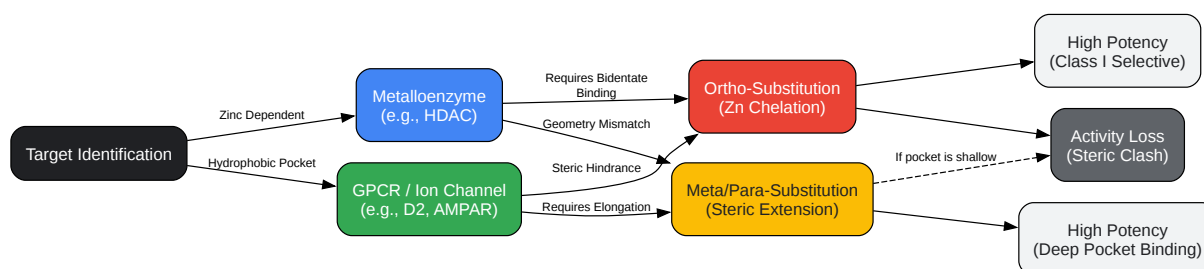 Target Identification
Zinc Dependent
Hydrophobic Pocket
Metalloenzyme
(e.g., HDAC)
GPCR / Ion Channel
(e.g., D2, AMPAR)
Requires Bidentate
Binding
Geometry Mismatch
Steric Hindrance
Requires Elongation
Ortho-Substitution
(Zn Chelation)
Meta/Para-Substitution
(Steric Extension)
If pocket is shallow
High Potency
(Class I Selective)
Activity Loss
(Steric Clash)
High Potency
(Deep Pocket Binding)